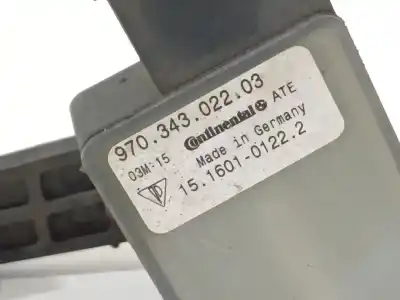 970.343.022.03
Continental ATE
03M:15 Made in Germany
15.1601-0122.2